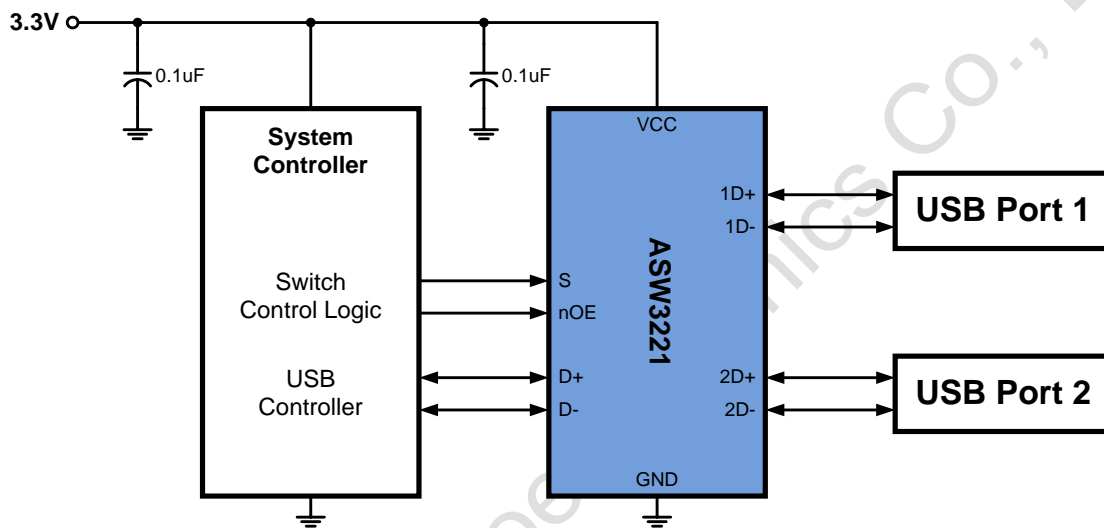 3.3V
0.1uF
0.1uF
System
Controller
Switch
Control Logic
USB
Controller
VCC
1D+
1D-
S
nOE
D+
D-
2D+
2D-
GND
ASW3221
USB Port 1
USB Port 2